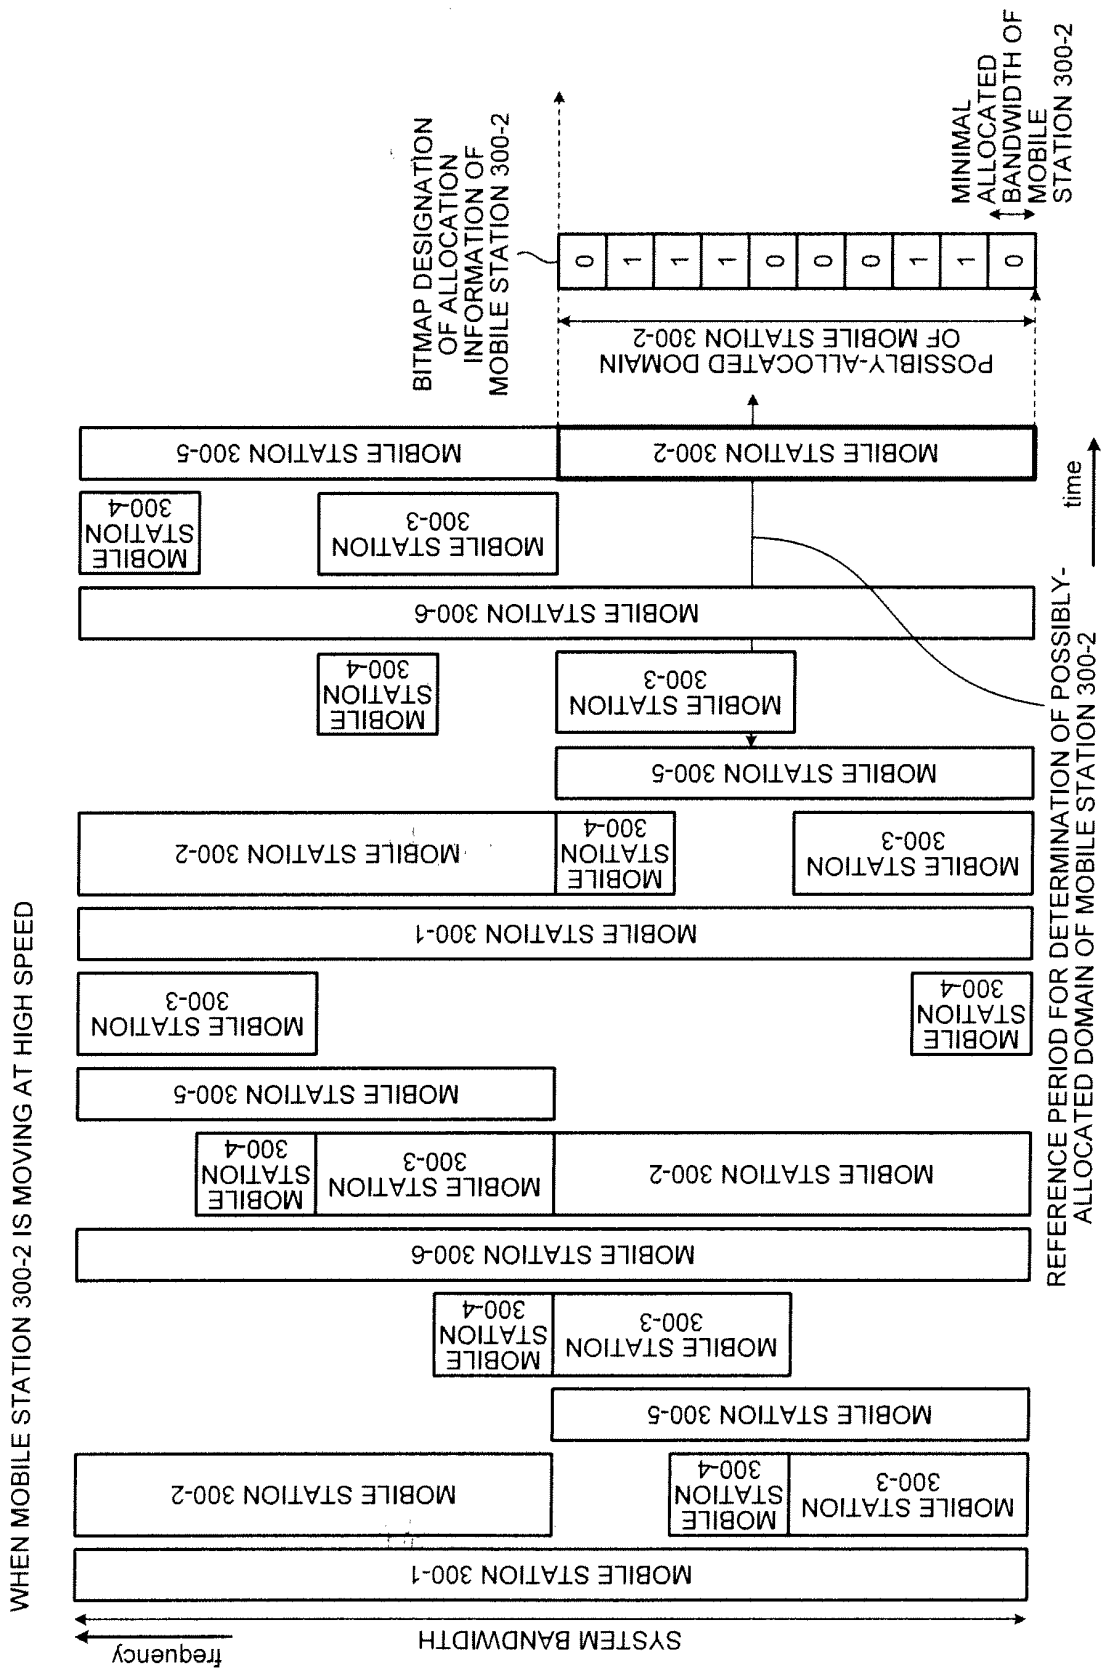 WHEN MOBILE STATION 300-2 IS MOVING AT HIGH SPEED
frequency
SYSTEM BANDWIDTH
MOBILE STATION 300-1
MOBILE STATION 300-2
MOBILE
STATION
300-4
MOBILE STATION
300-3
MOBILE STATION 300-5
MOBILE
STATION
300-4
MOBILE STATION
300-3
MOBILE STATION 300-6
MOBILE
STATION
300-4
MOBILE STATION
300-3
MOBILE STATION
300-2
MOBILE STATION 300-5
MOBILE STATION
300-3
MOBILE
STATION
300-4
MOBILE STATION 300-1
MOBILE STATION 300-2
MOBILE
STATION
300-4
MOBILE STATION
300-3
MOBILE STATION 300-5
MOBILE
STATION
300-4
MOBILE STATION
300-3
MOBILE STATION 300-6
MOBILE
STATION
300-4
MOBILE STATION
300-3
MOBILE STATION 300-5
MOBILE STATION 300-2
time
REFERENCE PERIOD FOR DETERMINATION OF POSSIBLY-
ALLOCATED DOMAIN OF MOBILE STATION 300-2
POSSIBLY-ALLOCATED DOMAIN
OF MOBILE STATION 300-2
BITMAP DESIGNATION
OF ALLOCATION
INFORMATION OF
MOBILE STATION 300-2
0
1
1
1
0
0
0
1
1
0
MINIMAL
ALLOCATED
BANDWIDTH OF
MOBILE
STATION 300-2